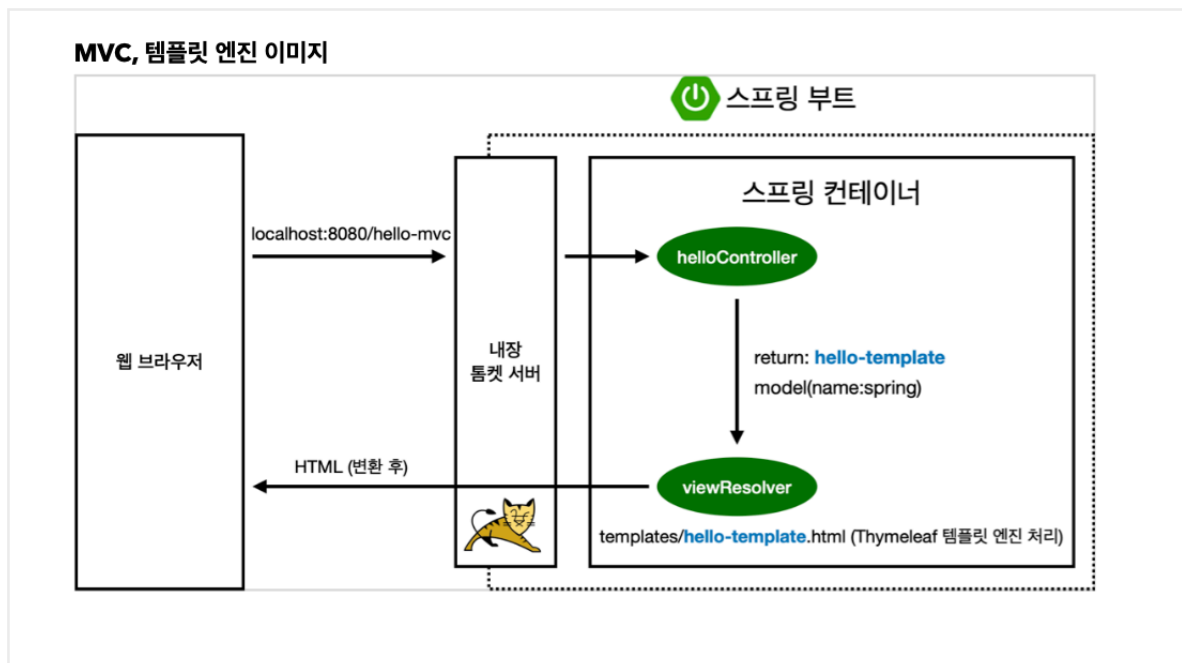 MVC, 템플릿 엔진 이미지
스프링 부트
스프링 컨테이너
localhost:8080/hello-mvc
helloController
웹 브라우저
내장
톰켓 서버
return: hello-template
model(name:spring)
HTML (변환 후)
viewResolver
templates/hello-template.html (Thymeleaf 템플릿 엔진 처리)